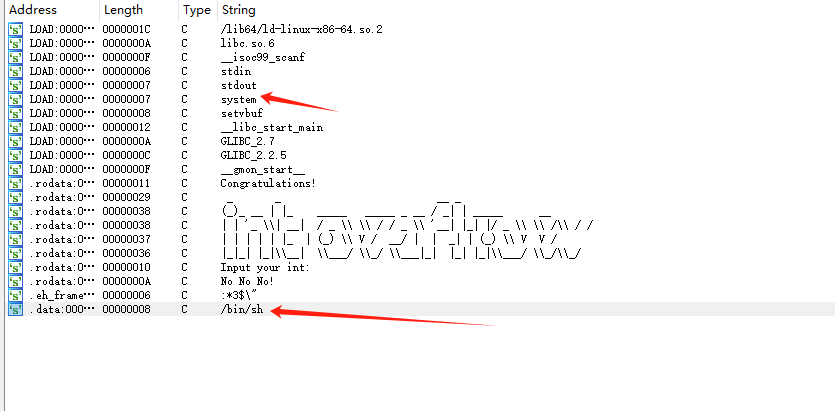 Address Length Type String
LOAD:0000⋯ 0000001C C /lib64/ld-linux-x86-64.so.2
LOAD:0000⋯ 0000000A C libc.so.6
LOAD:0000⋯ 0000000F C __isoc99_scanf
LOAD:0000⋯ 00000006 C stdin
LOAD:0000⋯ 00000007 C stdout
LOAD:0000⋯ 00000007 C system
LOAD:0000⋯ 00000008 C setvbuf
LOAD:0000⋯ 00000012 C __libc_start_main
LOAD:0000⋯ 0000000A C GLIBC_2.7
LOAD:0000⋯ 0000000C C GLIBC_2.2.5
LOAD:0000⋯ 0000000F C __gmon_start__
.rodata:0⋯ 00000011 C Congratulations!
.rodata:0⋯ 00000029 C
.rodata:0⋯ 00000038 C
.rodata:0⋯ 00000038 C
.rodata:0⋯ 00000037 C
.rodata:0⋯ 00000036 C
.rodata:0⋯ 00000010 C Input your int:
.rodata:0⋯ 0000000A C No No No!
.eh_frame⋯ 00000006 C :*3$\"
.data:000⋯ 00000008 C /bin/sh